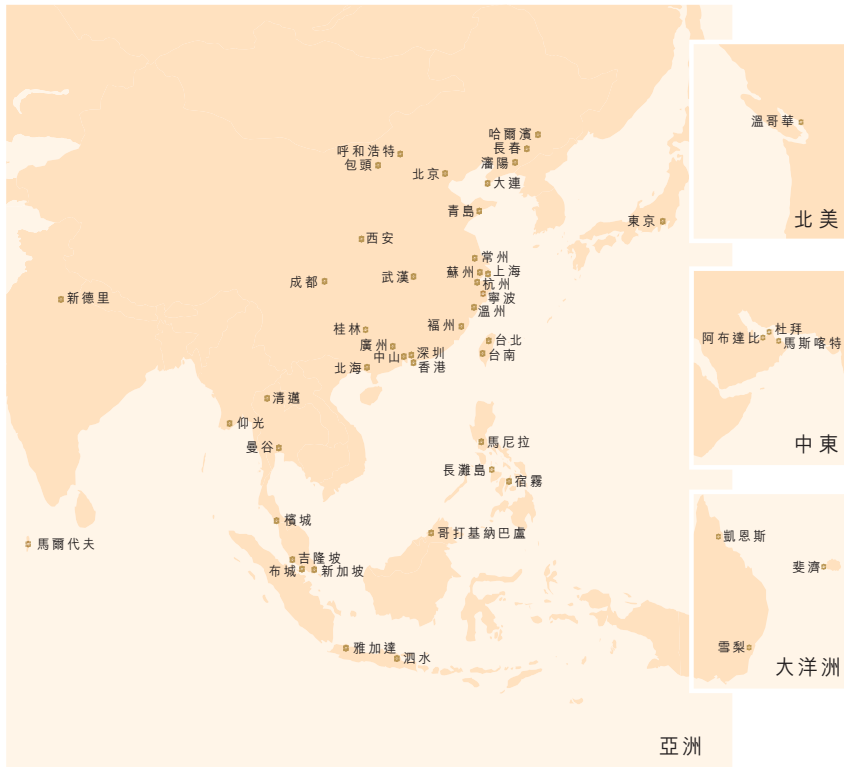 哈爾濱
長春
瀋陽
呼和浩特
包頭
北京
大連
青島
東京
西安
常州
蘇州
上海
杭州
寧波
溫州
武漢
成都
新德里
桂林
福州
廣州
中山
深圳
香港
北海
台北
台南
清邁
仰光
曼谷
馬尼拉
長灘島
宿霧
檳城
哥打基納巴盧
馬爾代夫
吉隆坡
布城
新加坡
雅加達
泗水
亞洲
溫哥華
北美
杜拜
阿布達比
馬斯喀特
中東
凱恩斯
斐濟
雪梨
大洋洲